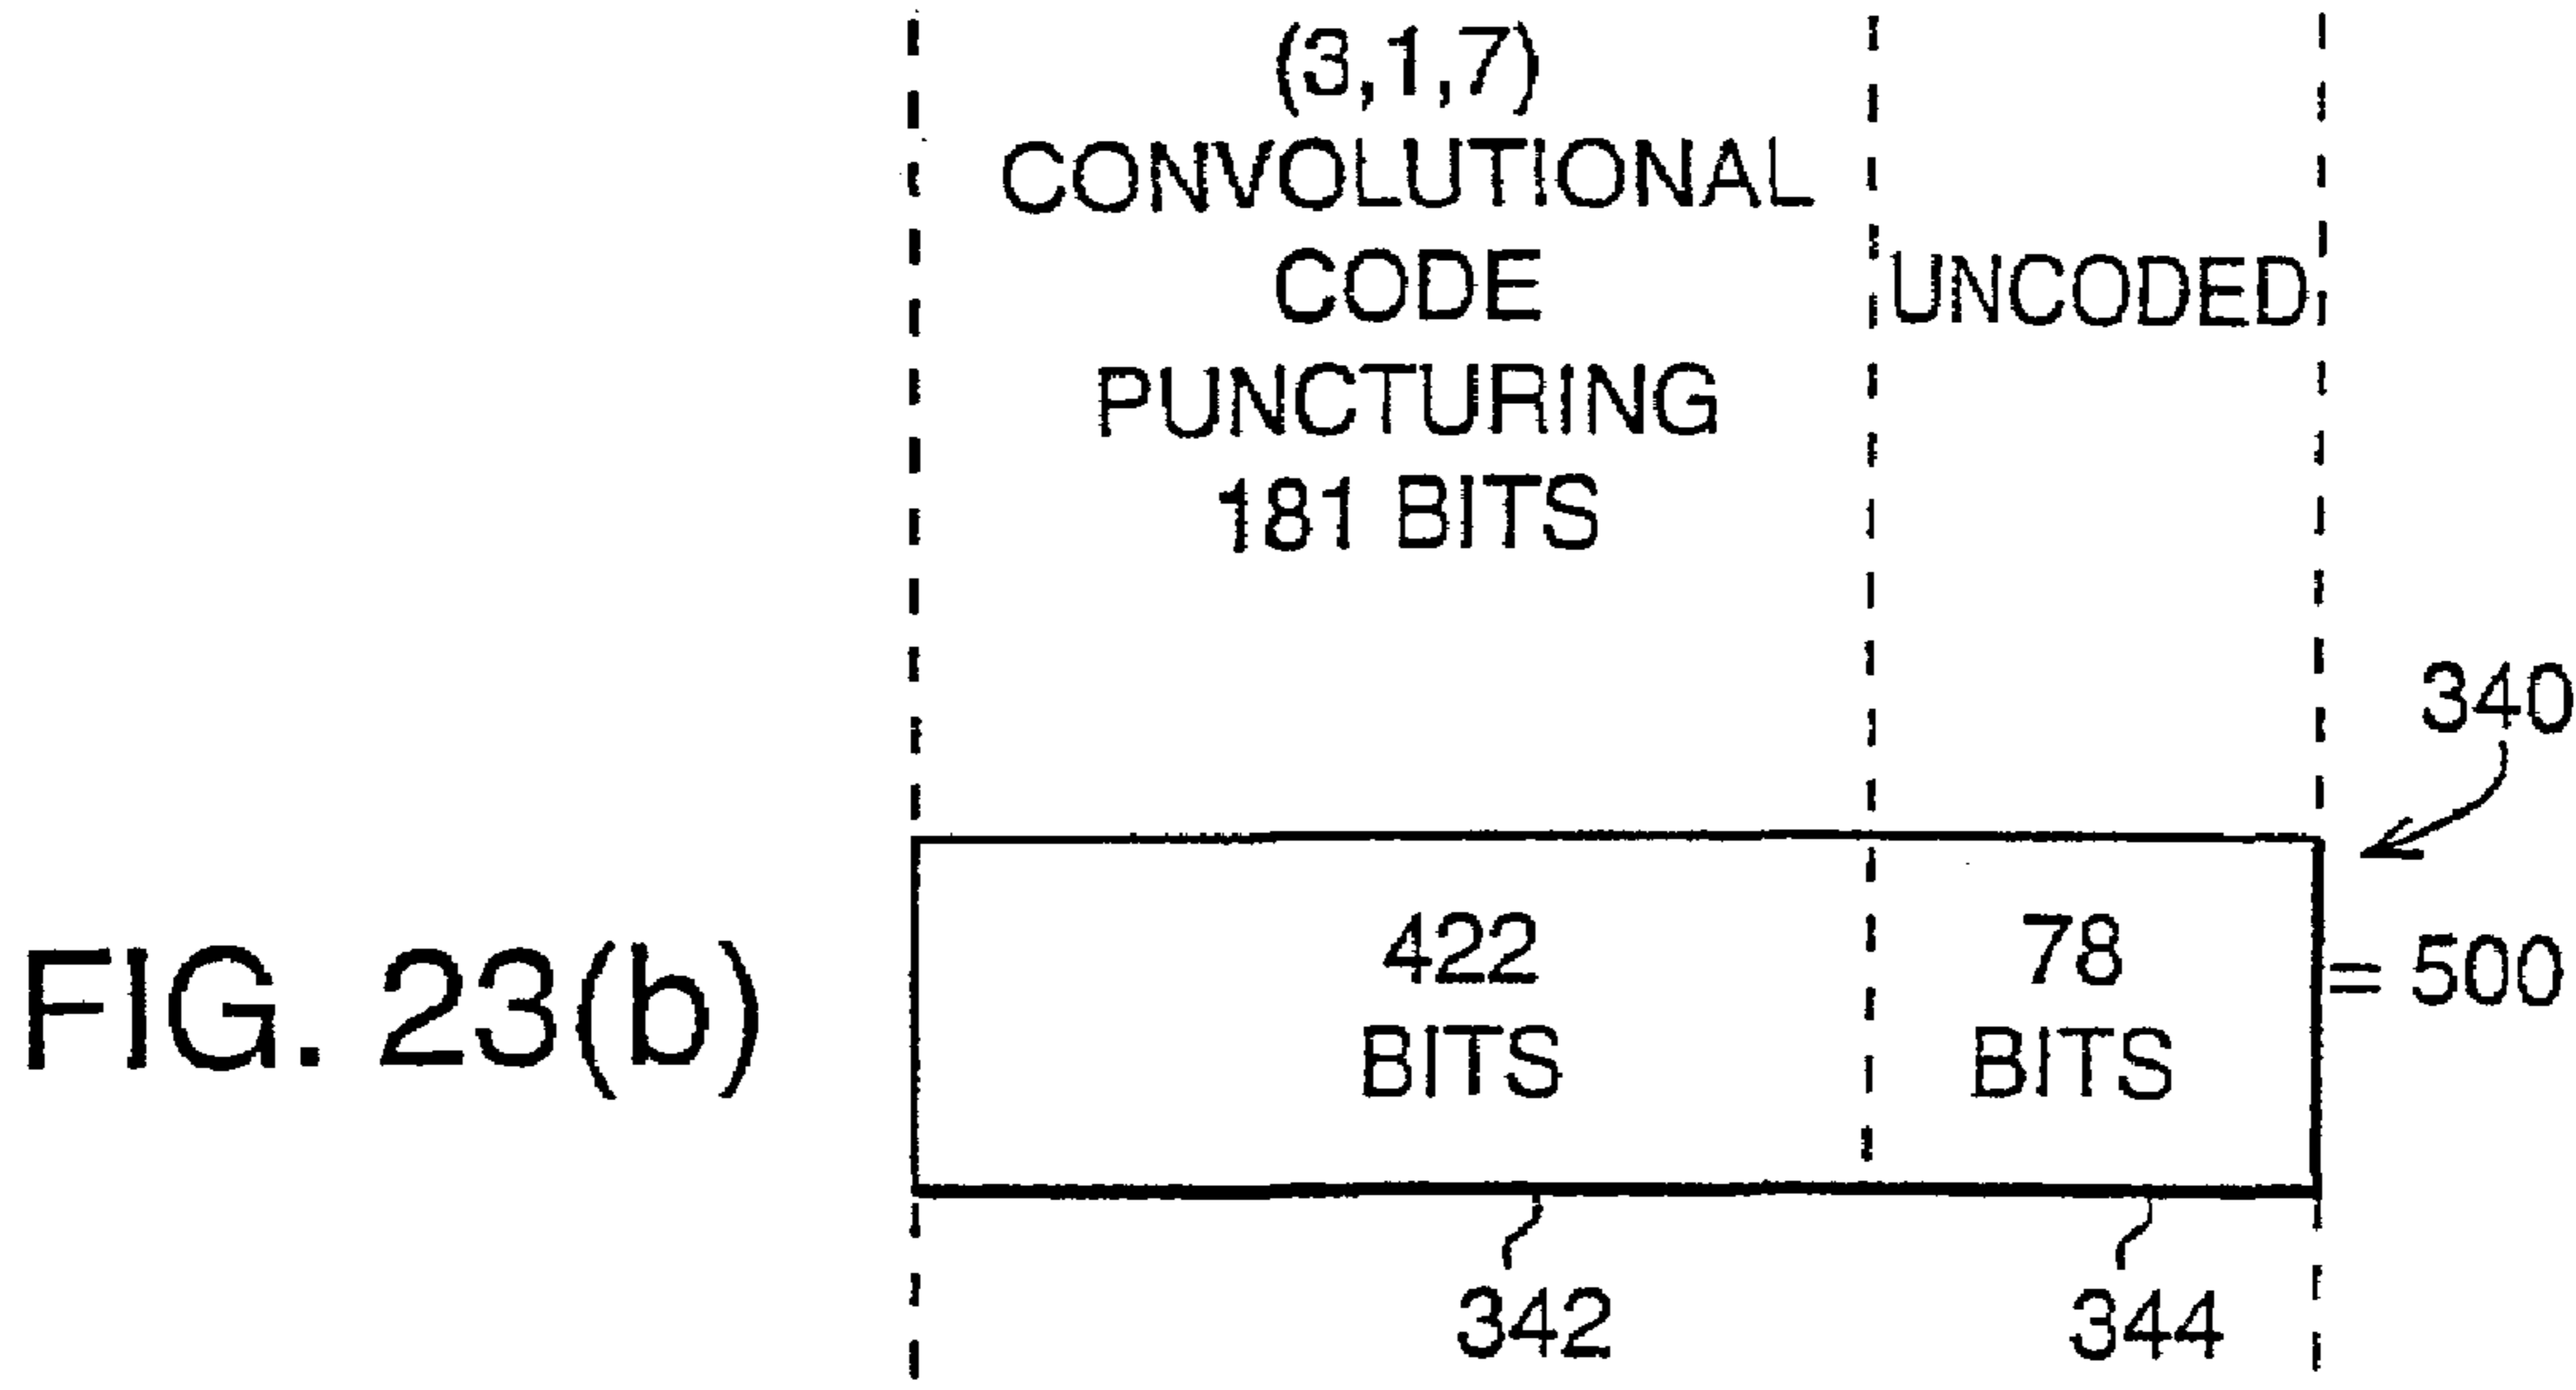 (3,1,7)
CONVOLUTIONAL
CODE
PUNCTURING
181 BITS
UNCODED
340
FIG. 23(b)
422
BITS
78
BITS
= 500
342
344